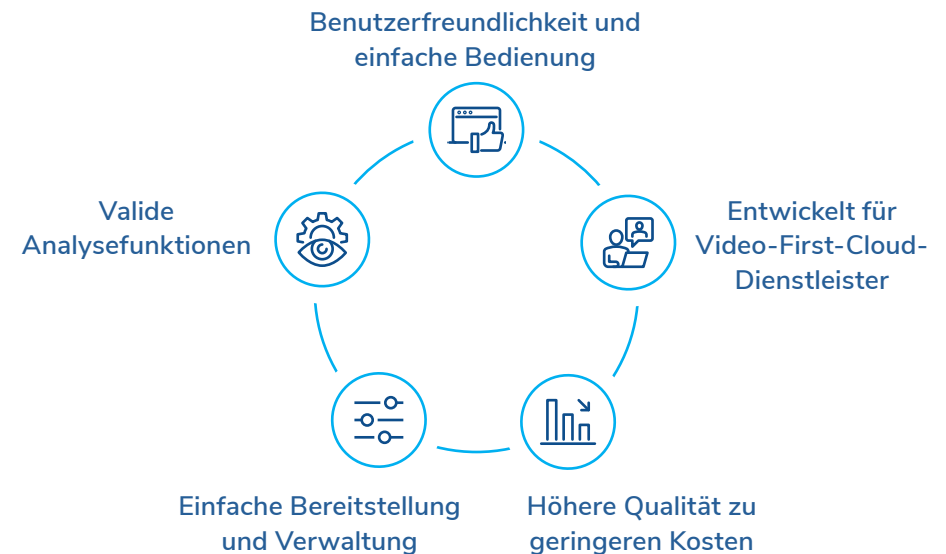 Benutzerfreundlichkeit und
einfache Bedienung
Entwickelt für
Video-First-Cloud-
Dienstleister
Höhere Qualität zu
geringeren Kosten
Einfache Bereitstellung
und Verwaltung
Valide
Analysefunktionen